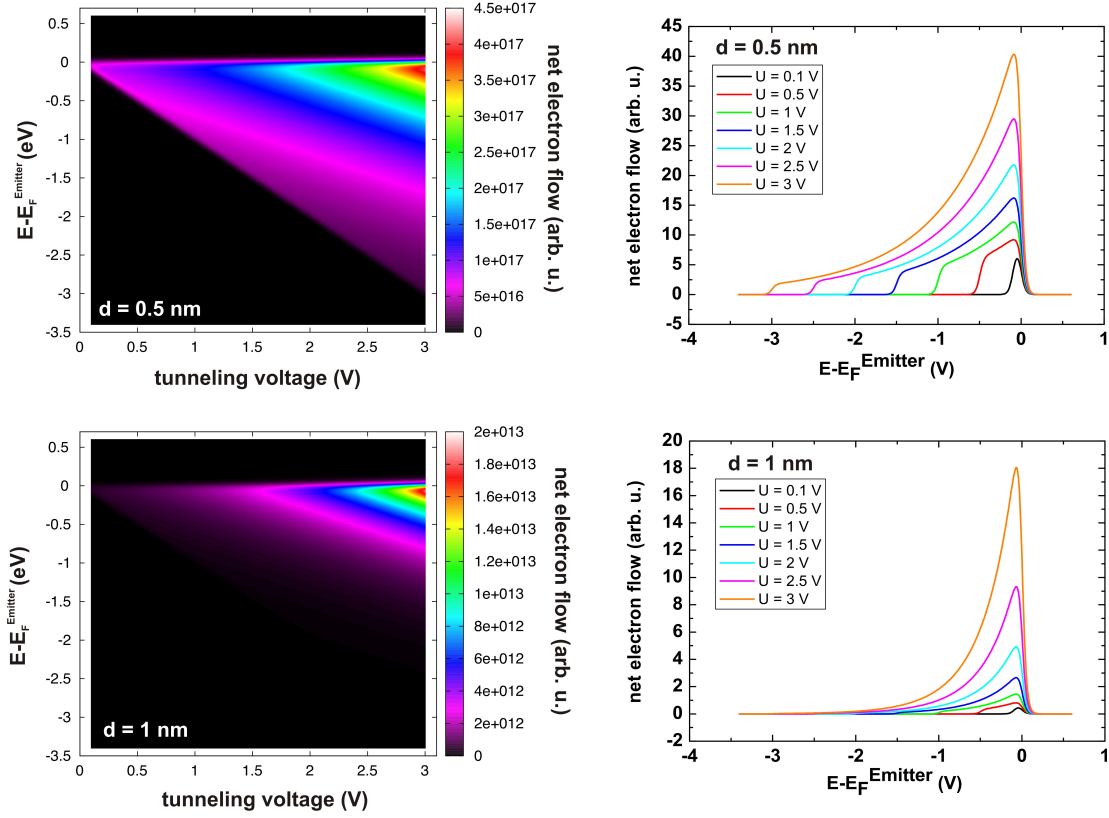 0.5
0
-0.5
-1
-1.5
-2
-2.5
-3
-3.5
E-E_F^Emitter (eV)
d = 0.5 nm
0 0.5 1 1.5 2 2.5 3
tunneling voltage (V)
4.5e+017
4e+017
3.5e+017
3e+017
2.5e+017
2e+017
1.5e+017
1e+017
5e+016
0
net electron flow (arb. u.)
45
40
35
30
25
20
15
10
5
0
-5
net electron flow (arb. u.)
d = 0.5 nm
U = 0.1 V
U = 0.5 V
U = 1 V
U = 1.5 V
U = 2 V
U = 2.5 V
U = 3 V
-4 -3 -2 -1 0 1
E-E_F^Emitter (V)
0.5
0
-0.5
-1
-1.5
-2
-2.5
-3
-3.5
E-E_F^Emitter (eV)
d = 1 nm
0 0.5 1 1.5 2 2.5 3
tunneling voltage (V)
2e+013
1.8e+013
1.6e+013
1.4e+013
1.2e+013
1e+013
8e+012
6e+012
4e+012
2e+012
0
net electron flow (arb. u.)
20
18
16
14
12
10
8
6
4
2
0
-2
net electron flow (arb. u.)
d = 1 nm
U = 0.1 V
U = 0.5 V
U = 1 V
U = 1.5 V
U = 2 V
U = 2.5 V
U = 3 V
-4 -3 -2 -1 0 1
E-E_F^Emitter (V)